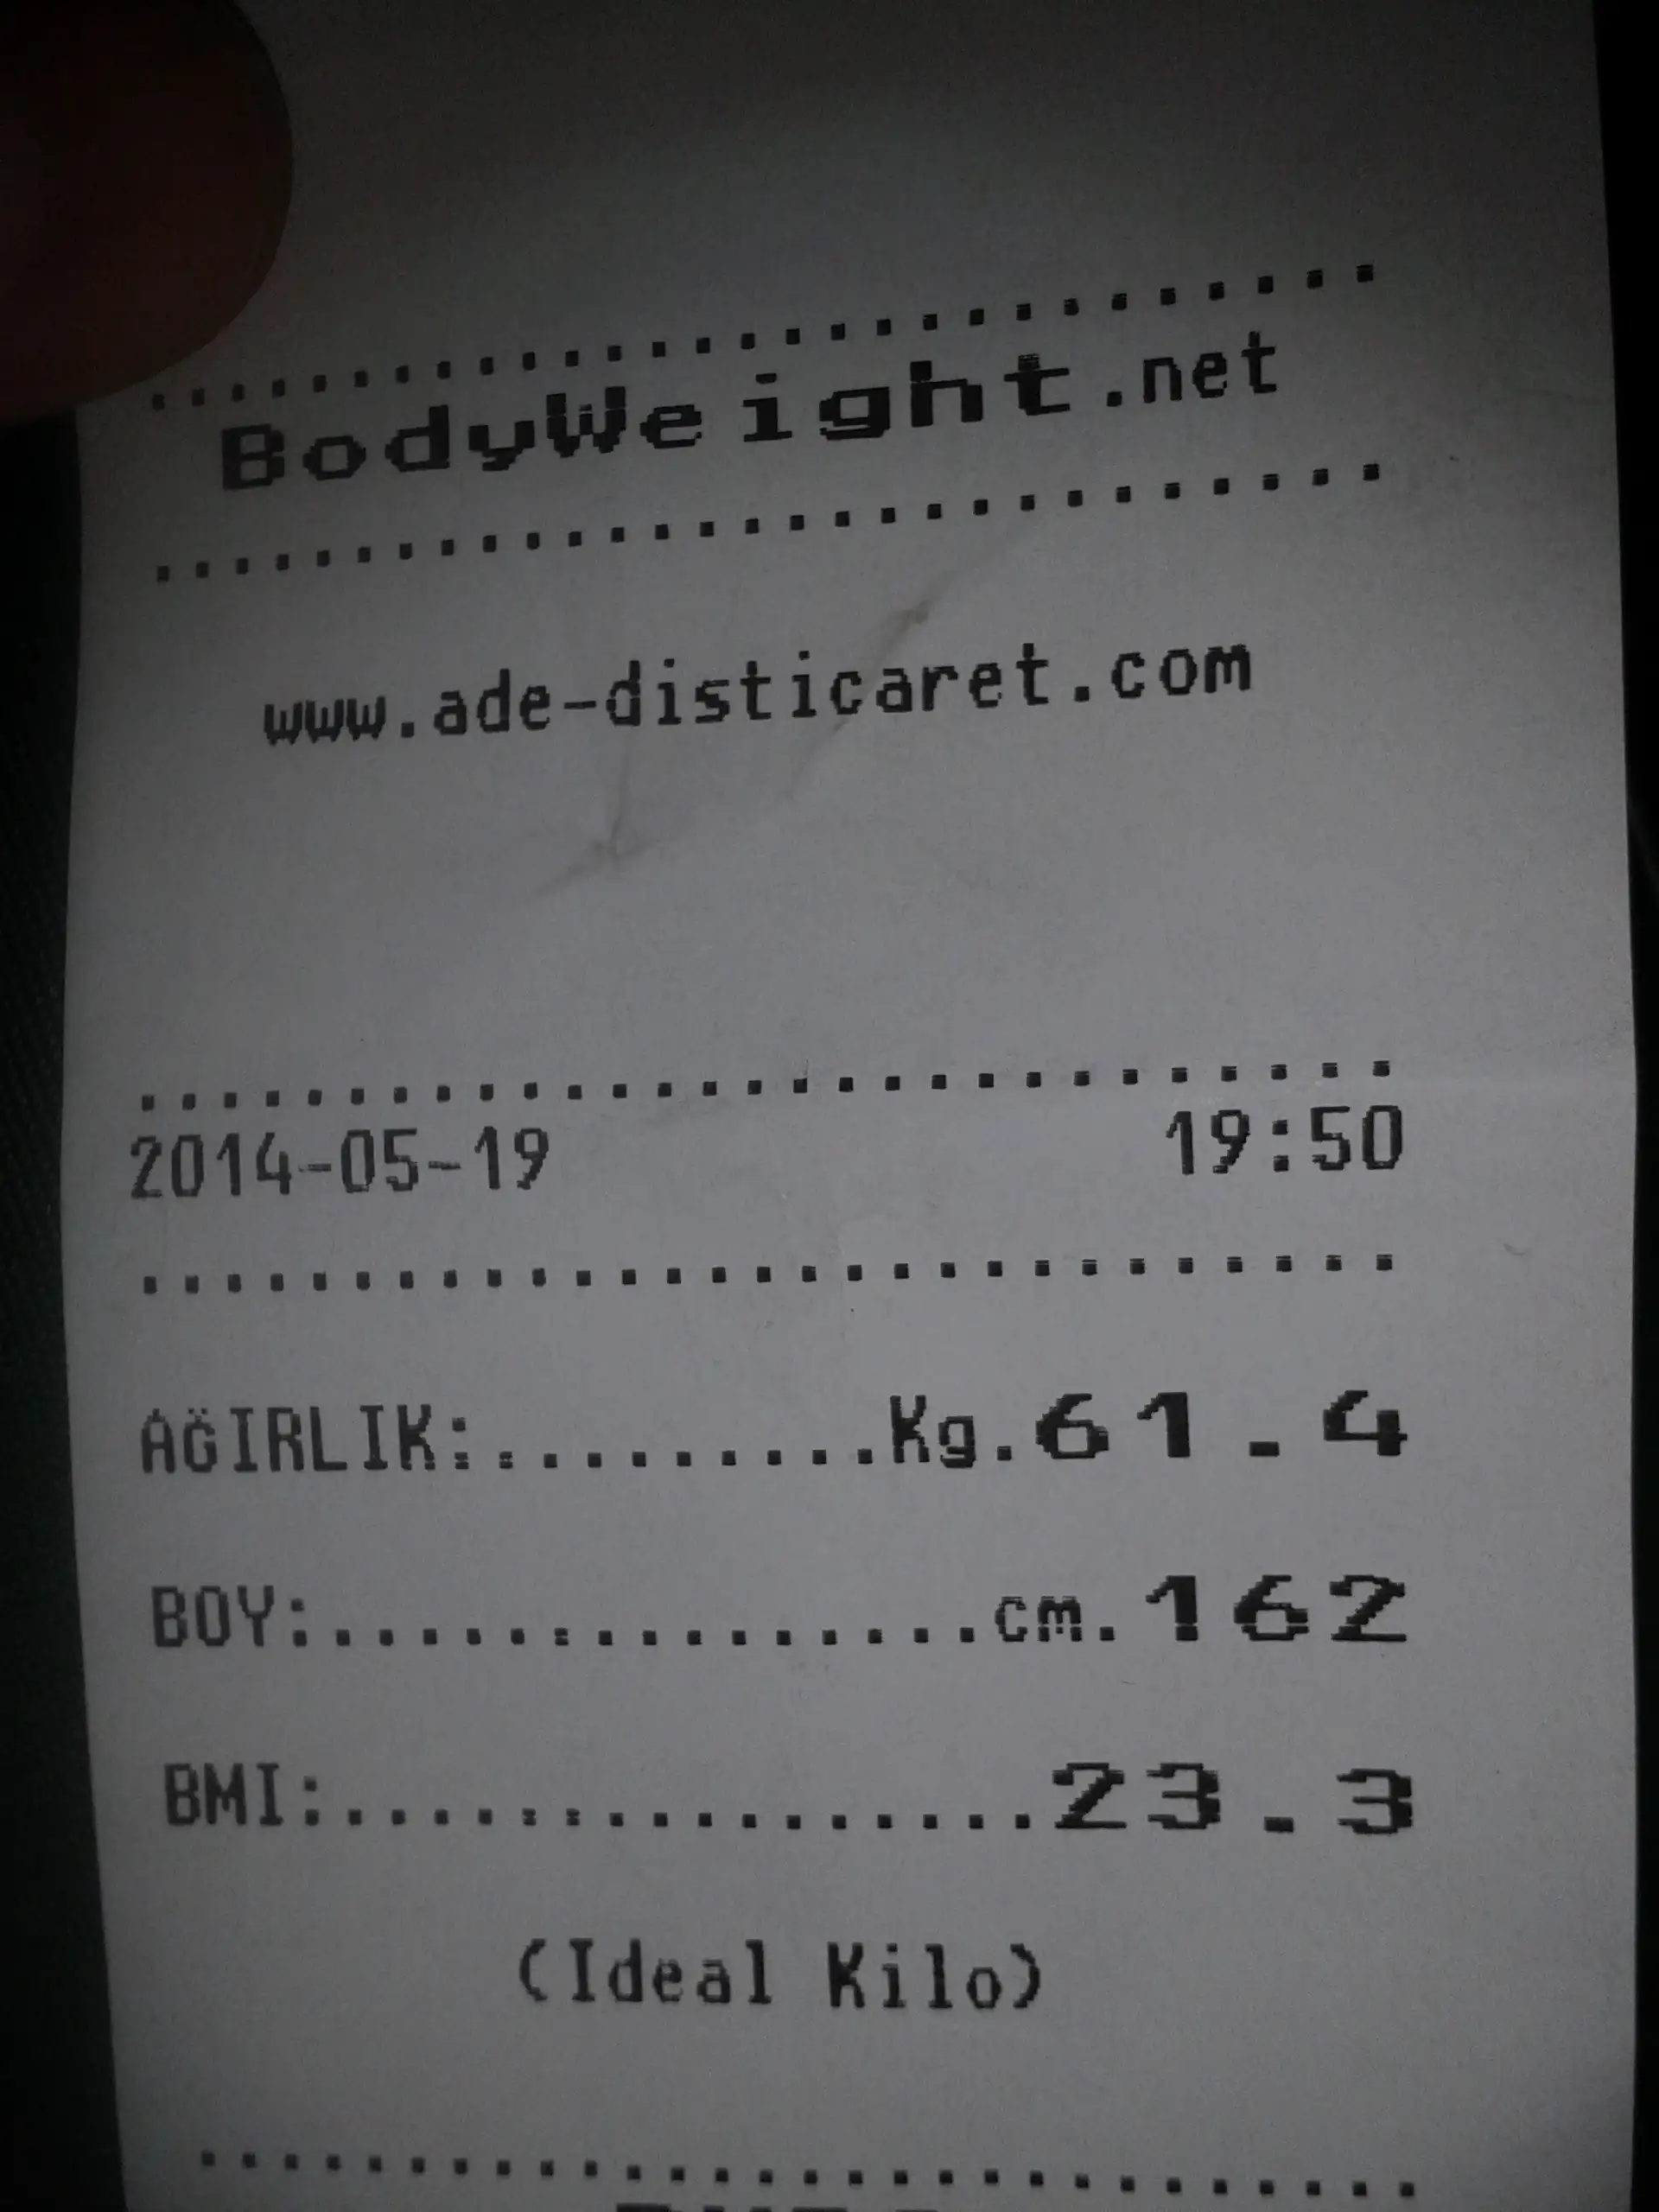 ..............................
BodyWeight.net
..............................
www.ade-disticaret.com
..............................
2014-05-19 19:50
..............................
AĞIRLIK:.........Kg.61.4
BOY:................cm.162
BMI:.................23.3
(Ideal Kilo)
..............................